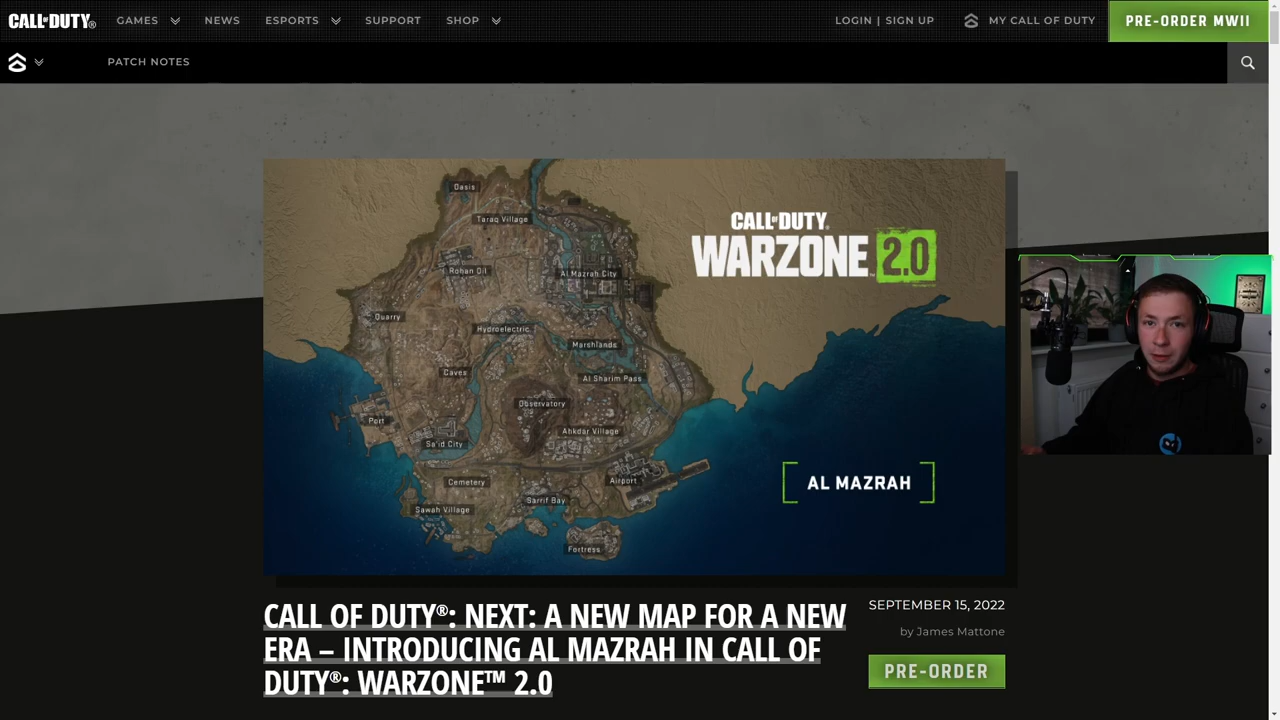 CALL OF DUTY®
GAMES
NEWS
ESPORTS
SUPPORT
SHOP
LOGIN | SIGN UP
MY CALL OF DUTY
PRE-ORDER MWII
PATCH NOTES
Oasis
Taraq Village
Rohan Oil
Al Mazrah City
Quarry
Hydroelectric
Marshlands
Caves
Al Sharim Pass
Observatory
Port
Ahkdar Village
Sa'id City
Cemetery
Airport
Sarrif Bay
Sawah Village
Fortress
CALL OF DUTY®
WARZONE™ 2.0
AL MAZRAH
CALL OF DUTY®: NEXT: A NEW MAP FOR A NEW
ERA – INTRODUCING AL MAZRAH IN CALL OF
DUTY®: WARZONE™ 2.0
SEPTEMBER 15, 2022
by James Mattone
PRE-ORDER